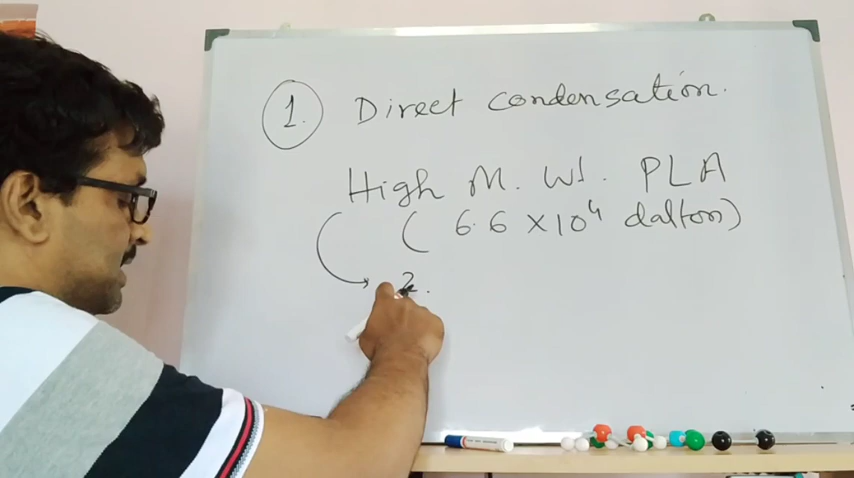 1. Direct condensation.
High M. Wt. PLA
( 6.6 × 10⁴ dalton)
2.